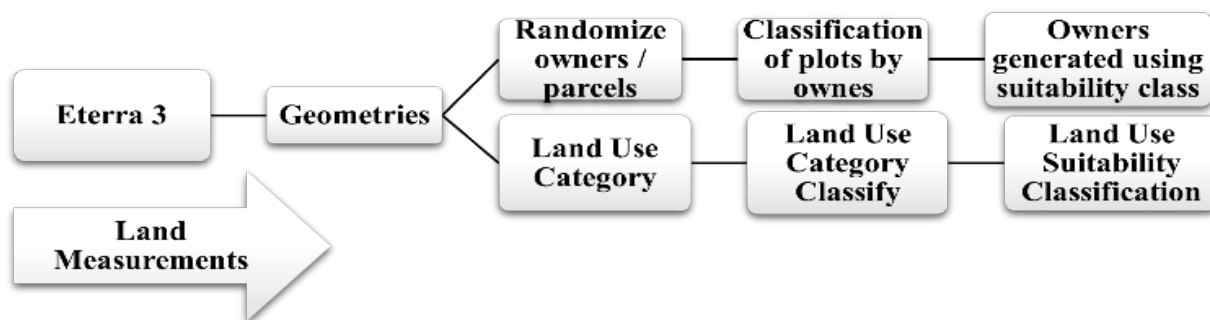 Eterra 3
Geometries
Randomize
owners /
parcels
Classification
of plots by
ownes
Owners
generated using
suitability class
Land Use
Category
Land Use
Category
Classify
Land Use
Suitability
Classification
Land
Measurements